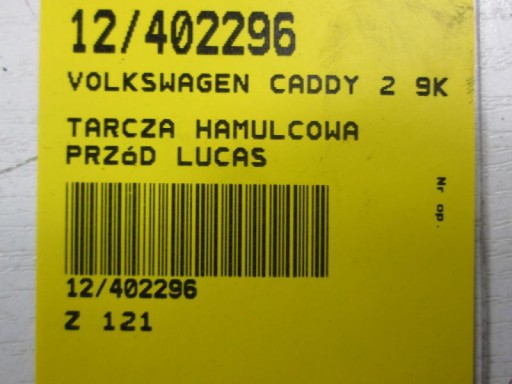 12/402296
VOLKSWAGEN CADDY 2 9K
TARCZA HAMULCOWA
PRZóD LUCAS
Nr op.
12/402296
Z 121